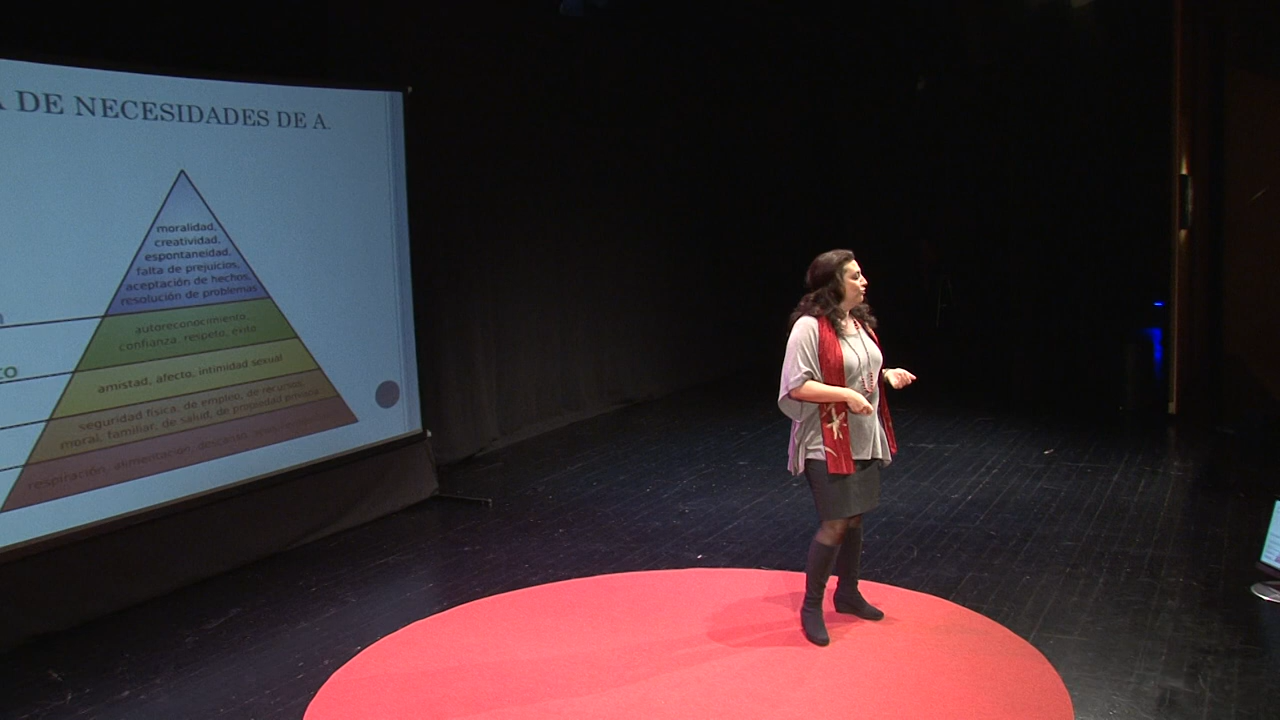 DE NECESIDADES DE A.
moralidad,
creatividad,
espontaneidad,
falta de prejuicios,
aceptación de hechos,
resolución de problemas
autoreconocimiento,
confianza, respeto, éxito
amistad, afecto, intimidad sexual
seguridad física, de empleo, de recursos,
moral, familiar, de salud, de propiedad privada
respiración, alimentación, descanso,